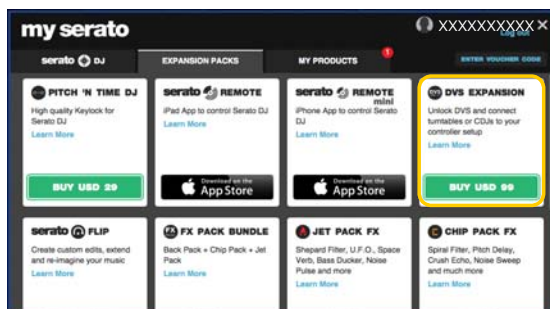 my serato
XXXXXXXXXX ×
Log out
serato DJ
EXPANSION PACKS
MY PRODUCTS
1
ENTER VOUCHER CODE
PITCH 'N TIME DJ
High quality Keylock for
Serato DJ
Learn More
BUY USD 29
serato REMOTE
iPad App to control Serato DJ
Learn More
Download on the
App Store
serato REMOTE
mini
iPhone App to control Serato
DJ
Learn More
Download on the
App Store
DVS EXPANSION
Unlock DVS and connect
turntables or CDJs to your
controller setup
Learn More
BUY USD 99
serato FLIP
Create custom edits, extend
and re-imagine your music
Learn More
FX PACK BUNDLE
Back Pack + Chip Pack + Jet
Pack
Learn More
JET PACK FX
Shepard Filter, U.F.O., Space
Verb, Bass Ducker, Noise
Pulse and more
Learn More
CHIP PACK FX
Spiral Filter, Pitch Delay,
Crush Echo, Noise Sweep
and much more
Learn More